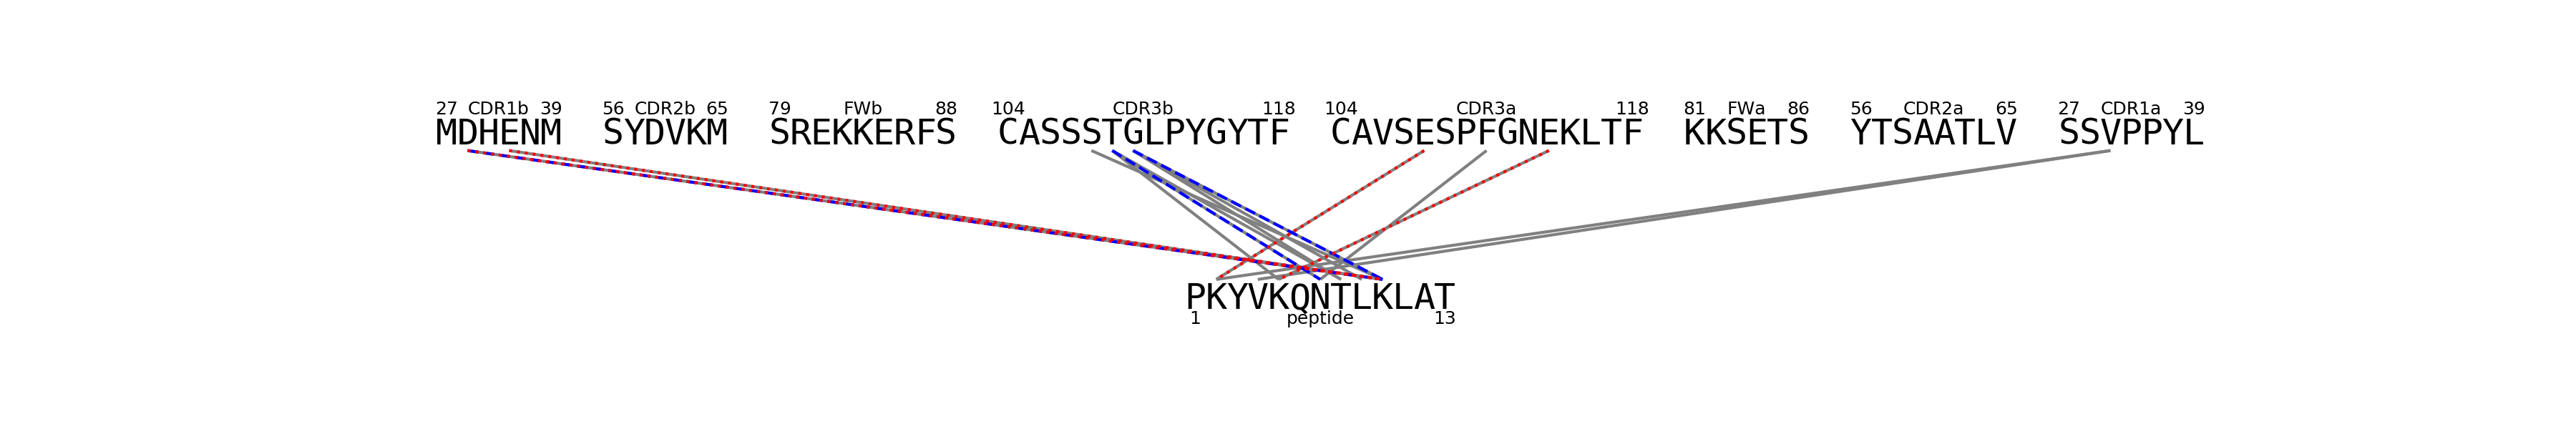 27 CDR1b 39 56 CDR2b 65 79 FWb 88 104 CDR3b 118 104 CDR3a 118 81 FWa 86 56 CDR2a 65 27 CDR1a 39
MDHENM SYDVKM SREKKERFS CASSSTGLPYGYTF CAVSESPFGNEKLTF KKSETS YTSAATLV SSVPPYL
PKYVKQNTLKLAT
1 peptide 13